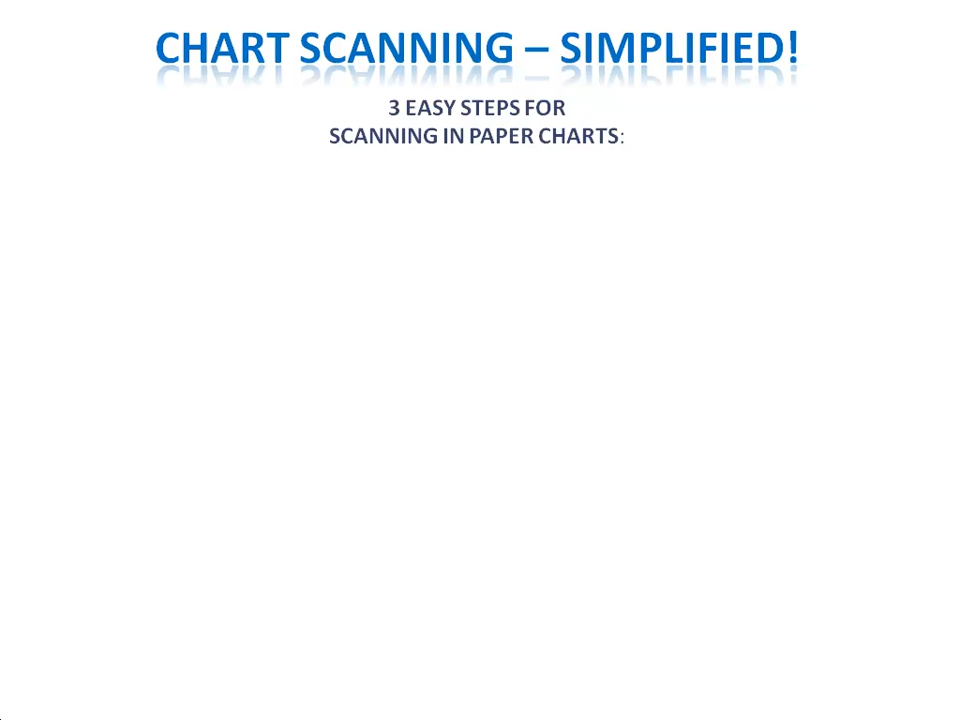 CHART SCANNING – SIMPLIFIED!
3 EASY STEPS FOR
SCANNING IN PAPER CHARTS: